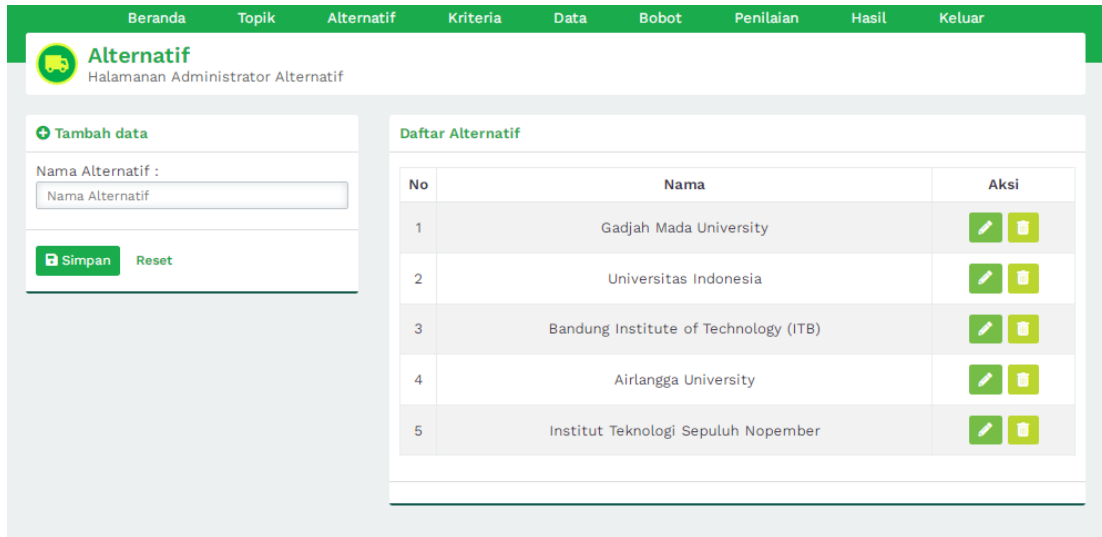 Beranda Topik Alternatif Kriteria Data Bobot Penilaian Hasil Keluar
Alternatif
Halamanan Administrator Alternatif
Tambah data
Nama Alternatif :
Nama Alternatif
Simpan Reset
Daftar Alternatif
No Nama Aksi
1 Gadjah Mada University
2 Universitas Indonesia
3 Bandung Institute of Technology (ITB)
4 Airlangga University
5 Institut Teknologi Sepuluh Nopember